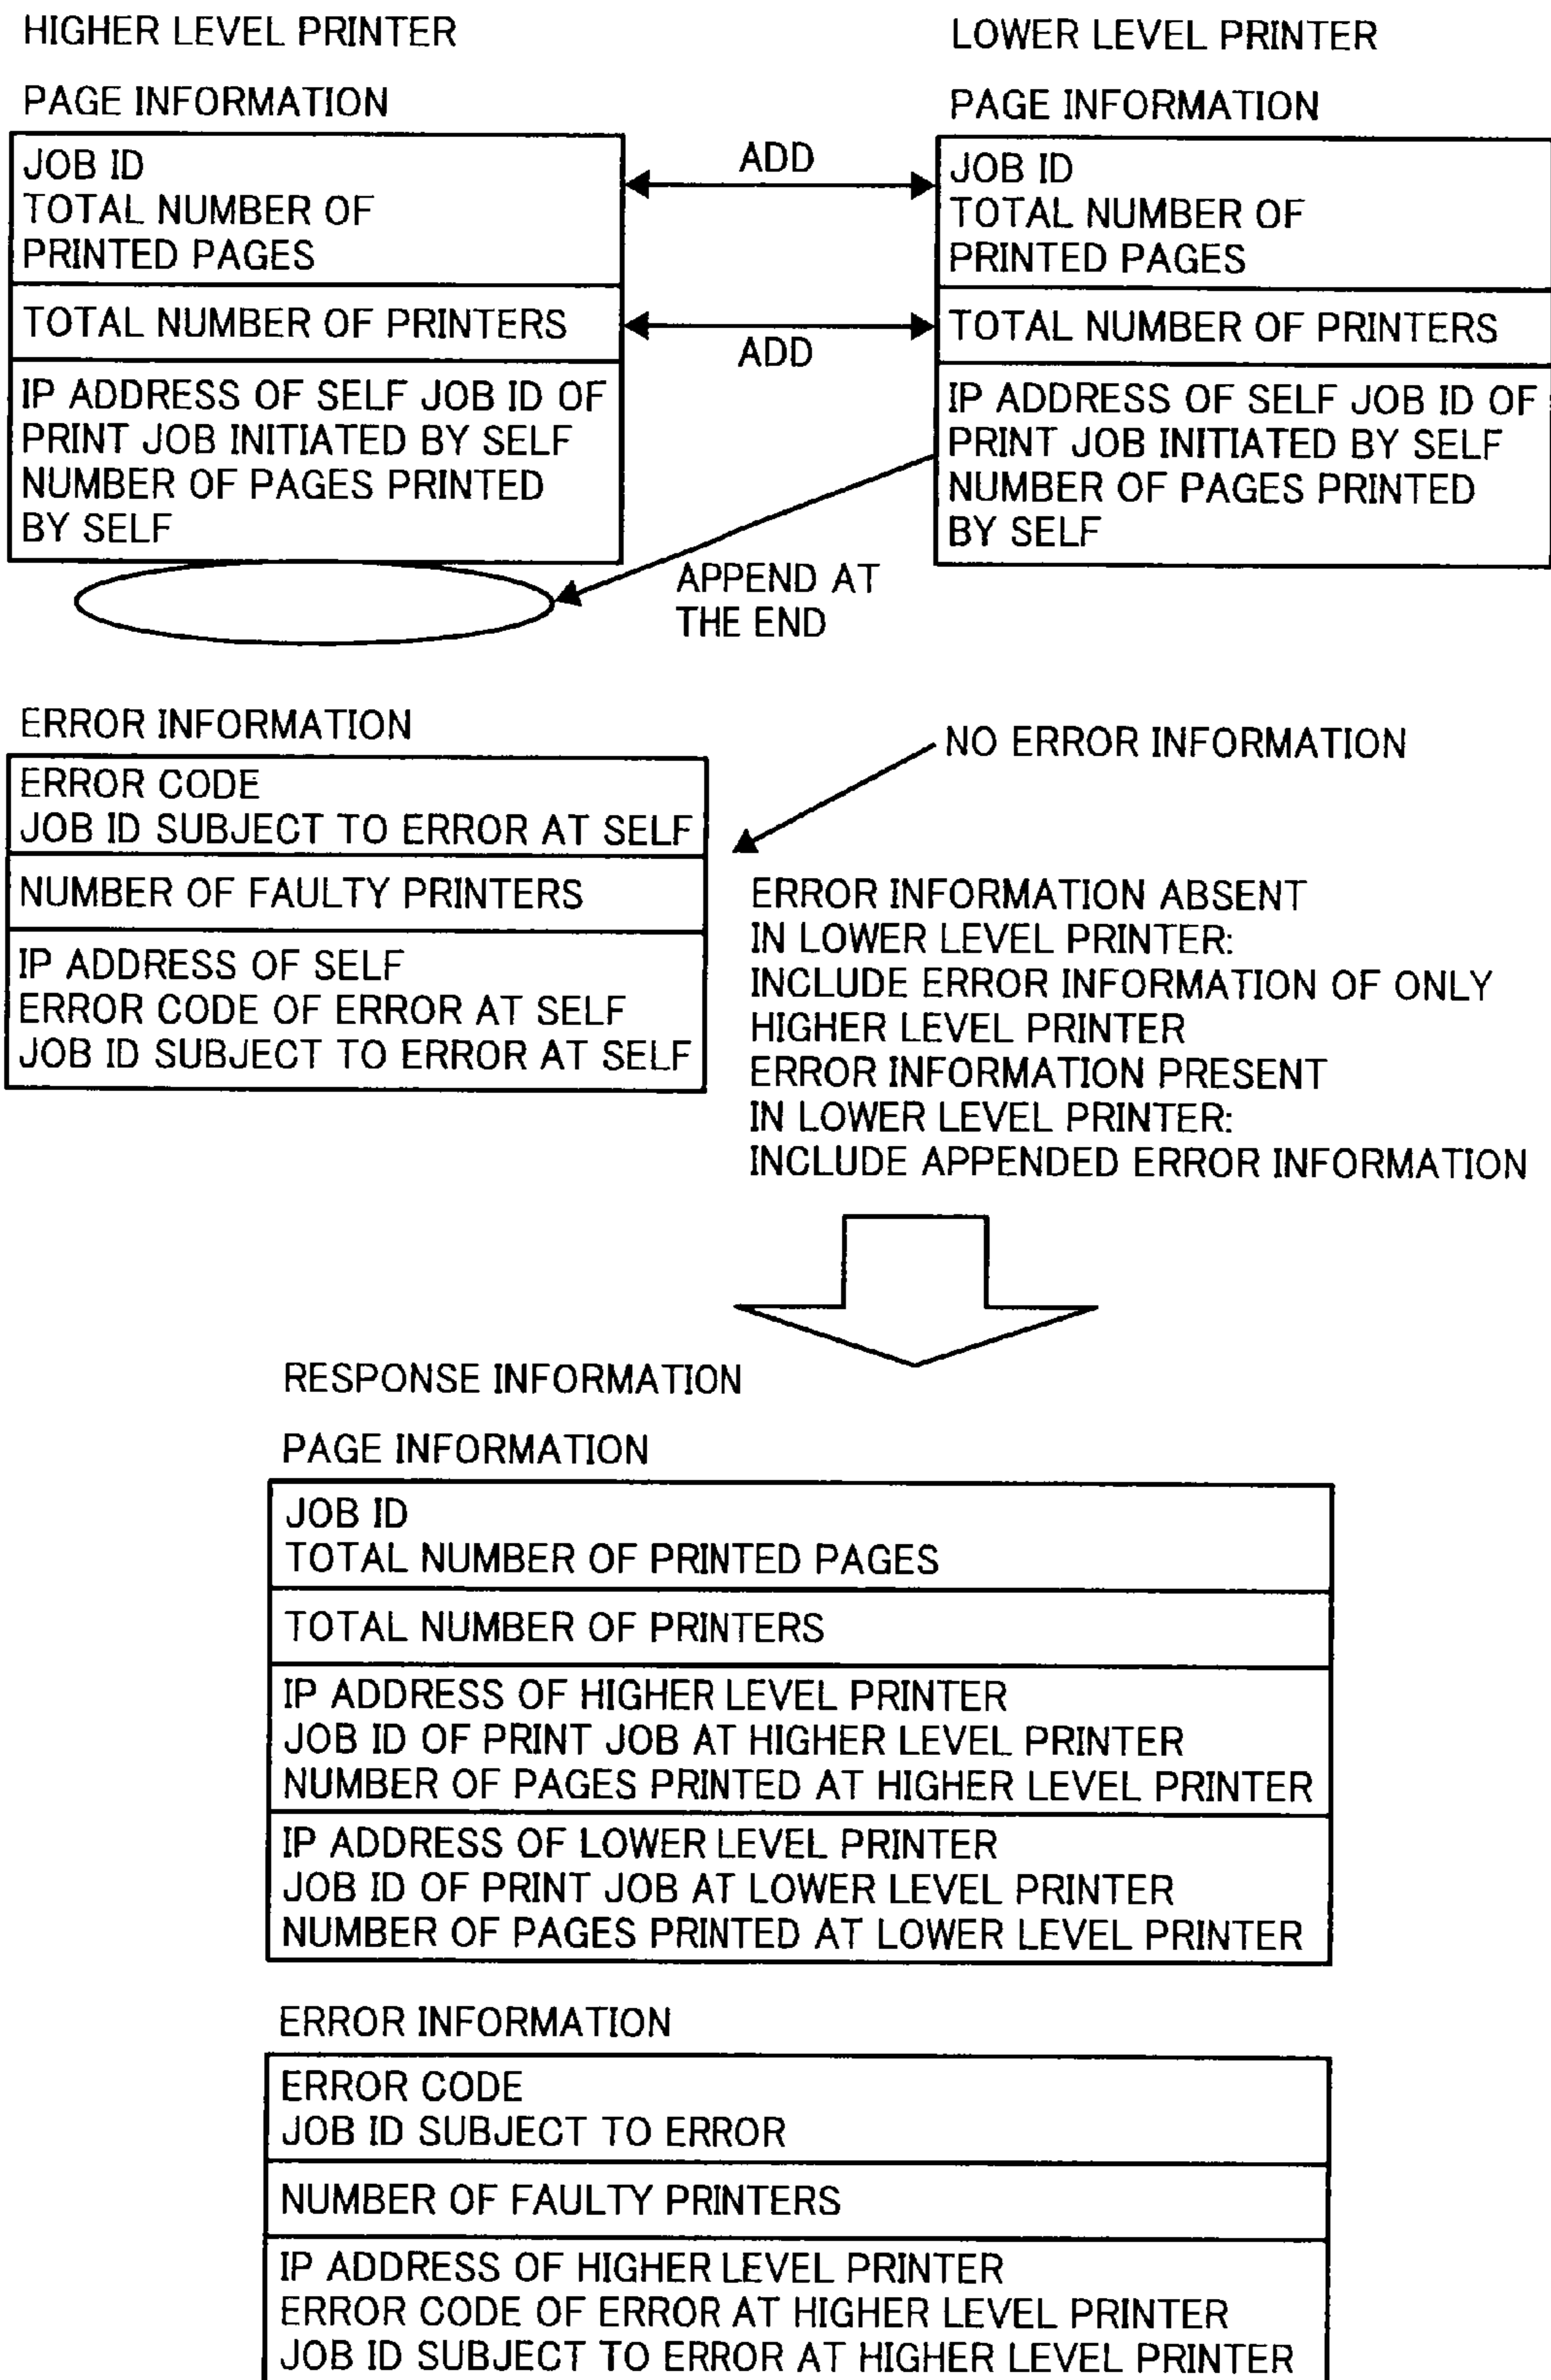 HIGHER LEVEL PRINTER
PAGE INFORMATION
JOB ID
TOTAL NUMBER OF
PRINTED PAGES
TOTAL NUMBER OF PRINTERS
IP ADDRESS OF SELF JOB ID OF
PRINT JOB INITIATED BY SELF
NUMBER OF PAGES PRINTED
BY SELF
ADD
ADD
APPEND AT
THE END
LOWER LEVEL PRINTER
PAGE INFORMATION
JOB ID
TOTAL NUMBER OF
PRINTED PAGES
TOTAL NUMBER OF PRINTERS
IP ADDRESS OF SELF JOB ID OF
PRINT JOB INITIATED BY SELF
NUMBER OF PAGES PRINTED
BY SELF
ERROR INFORMATION
ERROR CODE
JOB ID SUBJECT TO ERROR AT SELF
NUMBER OF FAULTY PRINTERS
IP ADDRESS OF SELF
ERROR CODE OF ERROR AT SELF
JOB ID SUBJECT TO ERROR AT SELF
NO ERROR INFORMATION
ERROR INFORMATION ABSENT
IN LOWER LEVEL PRINTER:
INCLUDE ERROR INFORMATION OF ONLY
HIGHER LEVEL PRINTER
ERROR INFORMATION PRESENT
IN LOWER LEVEL PRINTER:
INCLUDE APPENDED ERROR INFORMATION
RESPONSE INFORMATION
PAGE INFORMATION
JOB ID
TOTAL NUMBER OF PRINTED PAGES
TOTAL NUMBER OF PRINTERS
IP ADDRESS OF HIGHER LEVEL PRINTER
JOB ID OF PRINT JOB AT HIGHER LEVEL PRINTER
NUMBER OF PAGES PRINTED AT HIGHER LEVEL PRINTER
IP ADDRESS OF LOWER LEVEL PRINTER
JOB ID OF PRINT JOB AT LOWER LEVEL PRINTER
NUMBER OF PAGES PRINTED AT LOWER LEVEL PRINTER
ERROR INFORMATION
ERROR CODE
JOB ID SUBJECT TO ERROR
NUMBER OF FAULTY PRINTERS
IP ADDRESS OF HIGHER LEVEL PRINTER
ERROR CODE OF ERROR AT HIGHER LEVEL PRINTER
JOB ID SUBJECT TO ERROR AT HIGHER LEVEL PRINTER